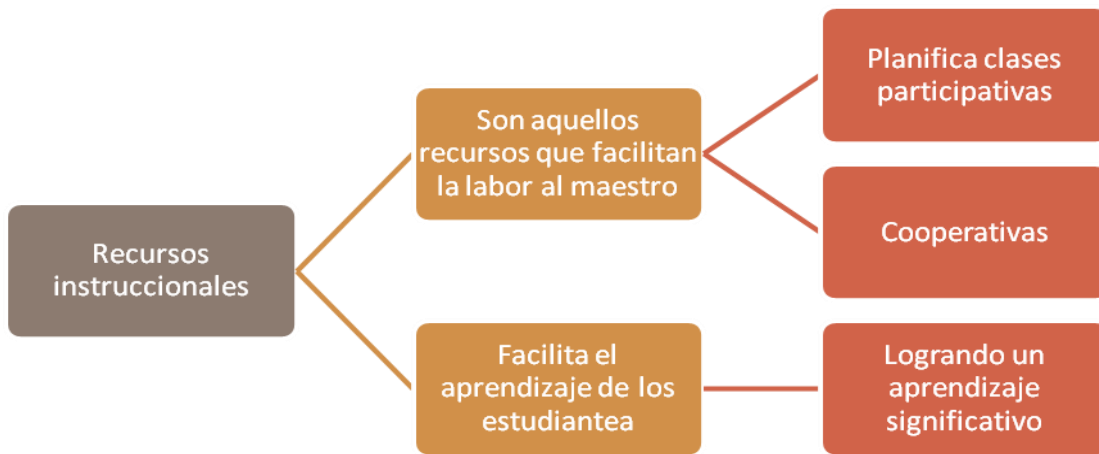 Recursos
instruccionales
Son aquellos
recursos que facilitan
la labor al maestro
Planifica clases
participativas
Cooperativas
Facilita el
aprendizaje de los
estudiantea
Logrando un
aprendizaje
significativo